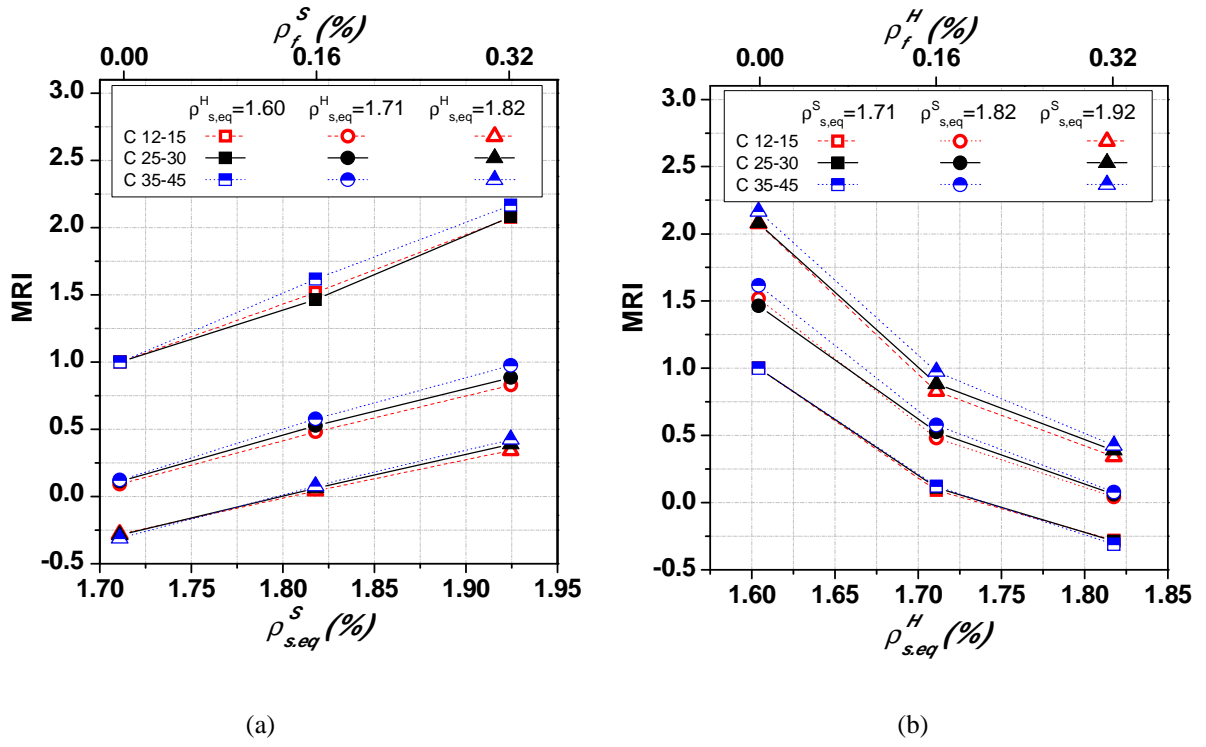 ρ_f^S (%)
0.00 0.16 0.32
3.0
2.5
2.0
1.5
1.0
0.5
0.0
-0.5
MRI
ρ^H_s,eq=1.60 ρ^H_s,eq=1.71 ρ^H_s,eq=1.82
C 12-15
C 25-30
C 35-45
1.70 1.75 1.80 1.85 1.90 1.95
ρ_s.eq^S (%)
(a)
ρ_f^H (%)
0.00 0.16 0.32
3.0
2.5
2.0
1.5
1.0
0.5
0.0
-0.5
MRI
ρ^S_s,eq=1.71 ρ^S_s,eq=1.82 ρ^S_s,eq=1.92
C 12-15
C 25-30
C 35-45
1.60 1.65 1.70 1.75 1.80 1.85
ρ_s.eq^H (%)
(b)